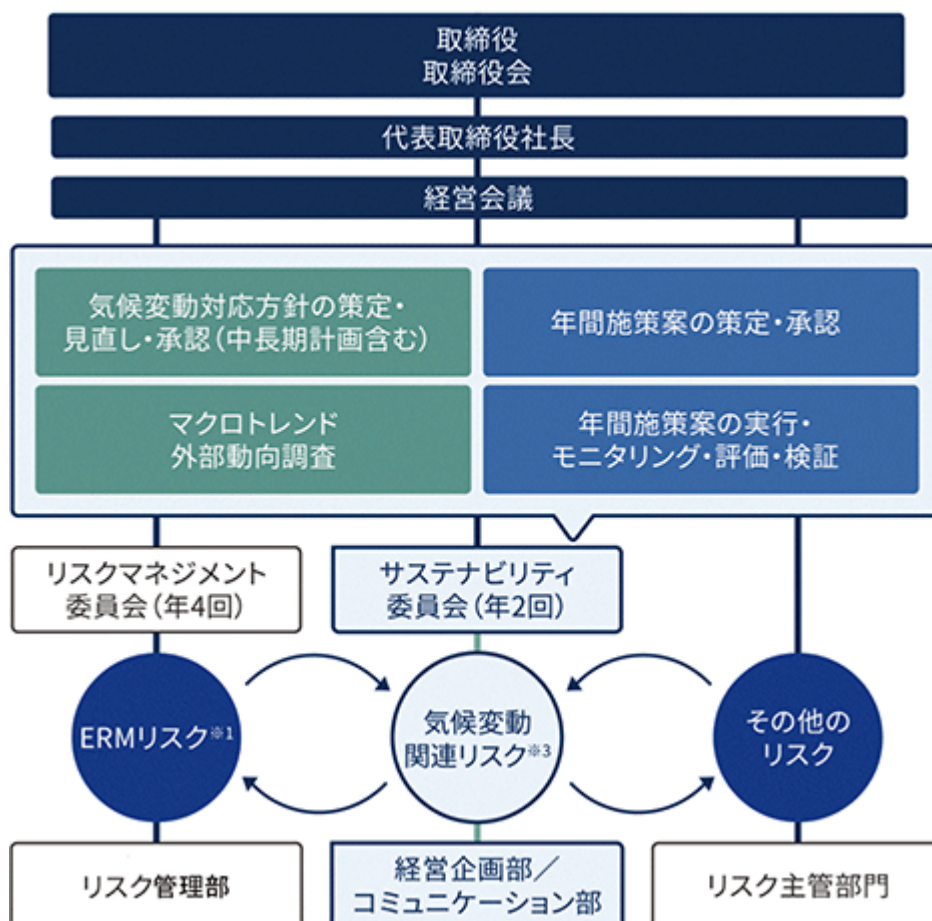 取締役
取締役会
代表取締役社長
経営会議
気候変動対応方針の策定・
見直し・承認(中長期計画含む)
年間施策案の策定・承認
マクロトレンド
外部動向調査
年間施策案の実行・
モニタリング・評価・検証
リスクマネジメント
委員会(年4回)
サステナビリティ
委員会(年2回)
ERMリスク※1
気候変動
関連リスク※3
その他の
リスク
リスク管理部
経営企画部/
コミュニケーション部
リスク主管部門